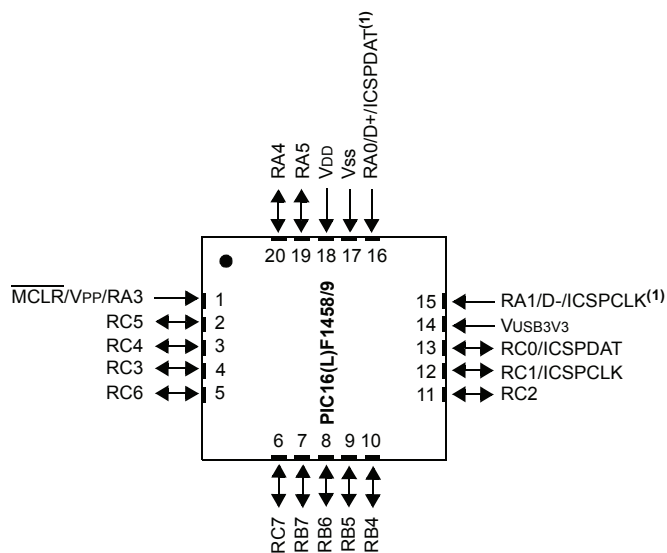 RA4
RA5
VDD
Vss
RA0/D+/ICSPDAT(1)
20 19 18 17 16
MCLR/VPP/RA3 1
RC5 2
RC4 3
RC3 4
RC6 5
PIC16(L)F1458/9
15 RA1/D-/ICSPCLK(1)
14 VUSB3V3
13 RC0/ICSPDAT
12 RC1/ICSPCLK
11 RC2
6 7 8 9 10
RC7
RB7
RB6
RB5
RB4